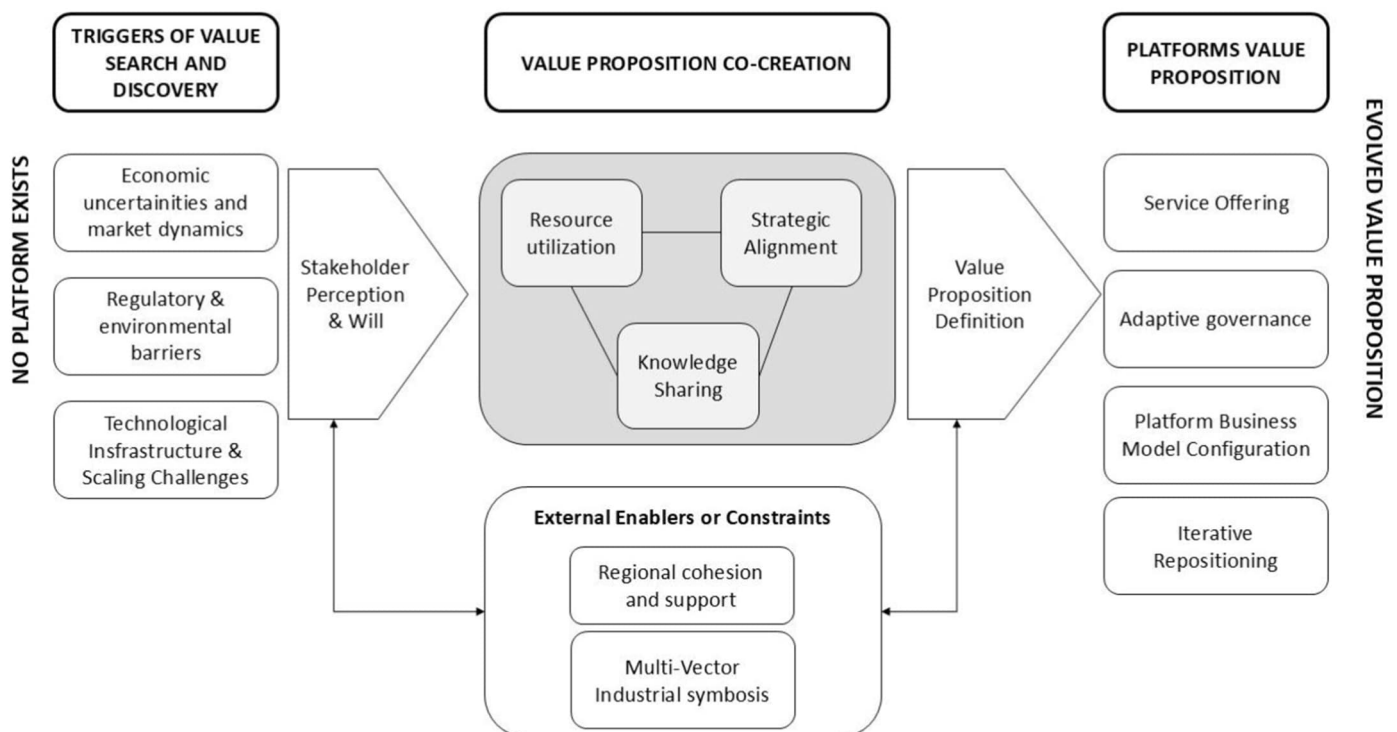 TRIGGERS OF VALUE
SEARCH AND
DISCOVERY
VALUE PROPOSITION CO-CREATION
PLATFORMS VALUE
PROPOSITION
NO PLATFORM EXISTS
Economic
uncertainities and
market dynamics
Regulatory &
environmental
barriers
Technological
Insfrastructure &
Scaling Challenges
Stakeholder
Perception
& Will
Resource
utilization
Strategic
Alignment
Knowledge
Sharing
External Enablers or Constraints
Regional cohesion
and support
Multi-Vector
Industrial symbosis
Value
Proposition
Definition
Service Offering
Adaptive governance
Platform Business
Model Configuration
Iterative
Repositioning
EVOLVED VALUE PROPOSITION